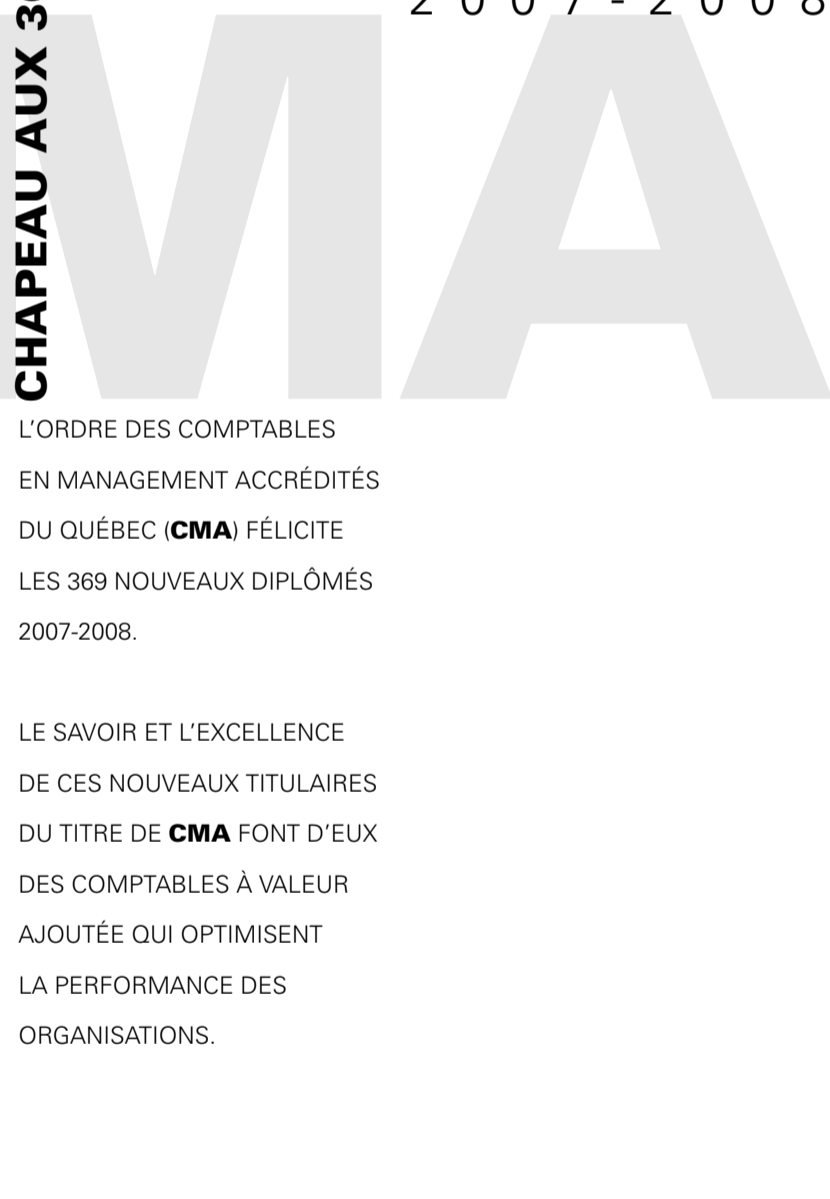 2007-2008
CHAPEAU AUX
MA
L’ORDRE DES COMPTABLES
EN MANAGEMENT ACCRÉDITÉS
DU QUÉBEC (CMA) FÉLICITE
LES 369 NOUVEAUX DIPLÔMÉS
2007-2008.
LE SAVOIR ET L’EXCELLENCE
DE CES NOUVEAUX TITULAIRES
DU TITRE DE CMA FONT D’EUX
DES COMPTABLES À VALEUR
AJOUTÉE QUI OPTIMISENT
LA PERFORMANCE DES
ORGANISATIONS.